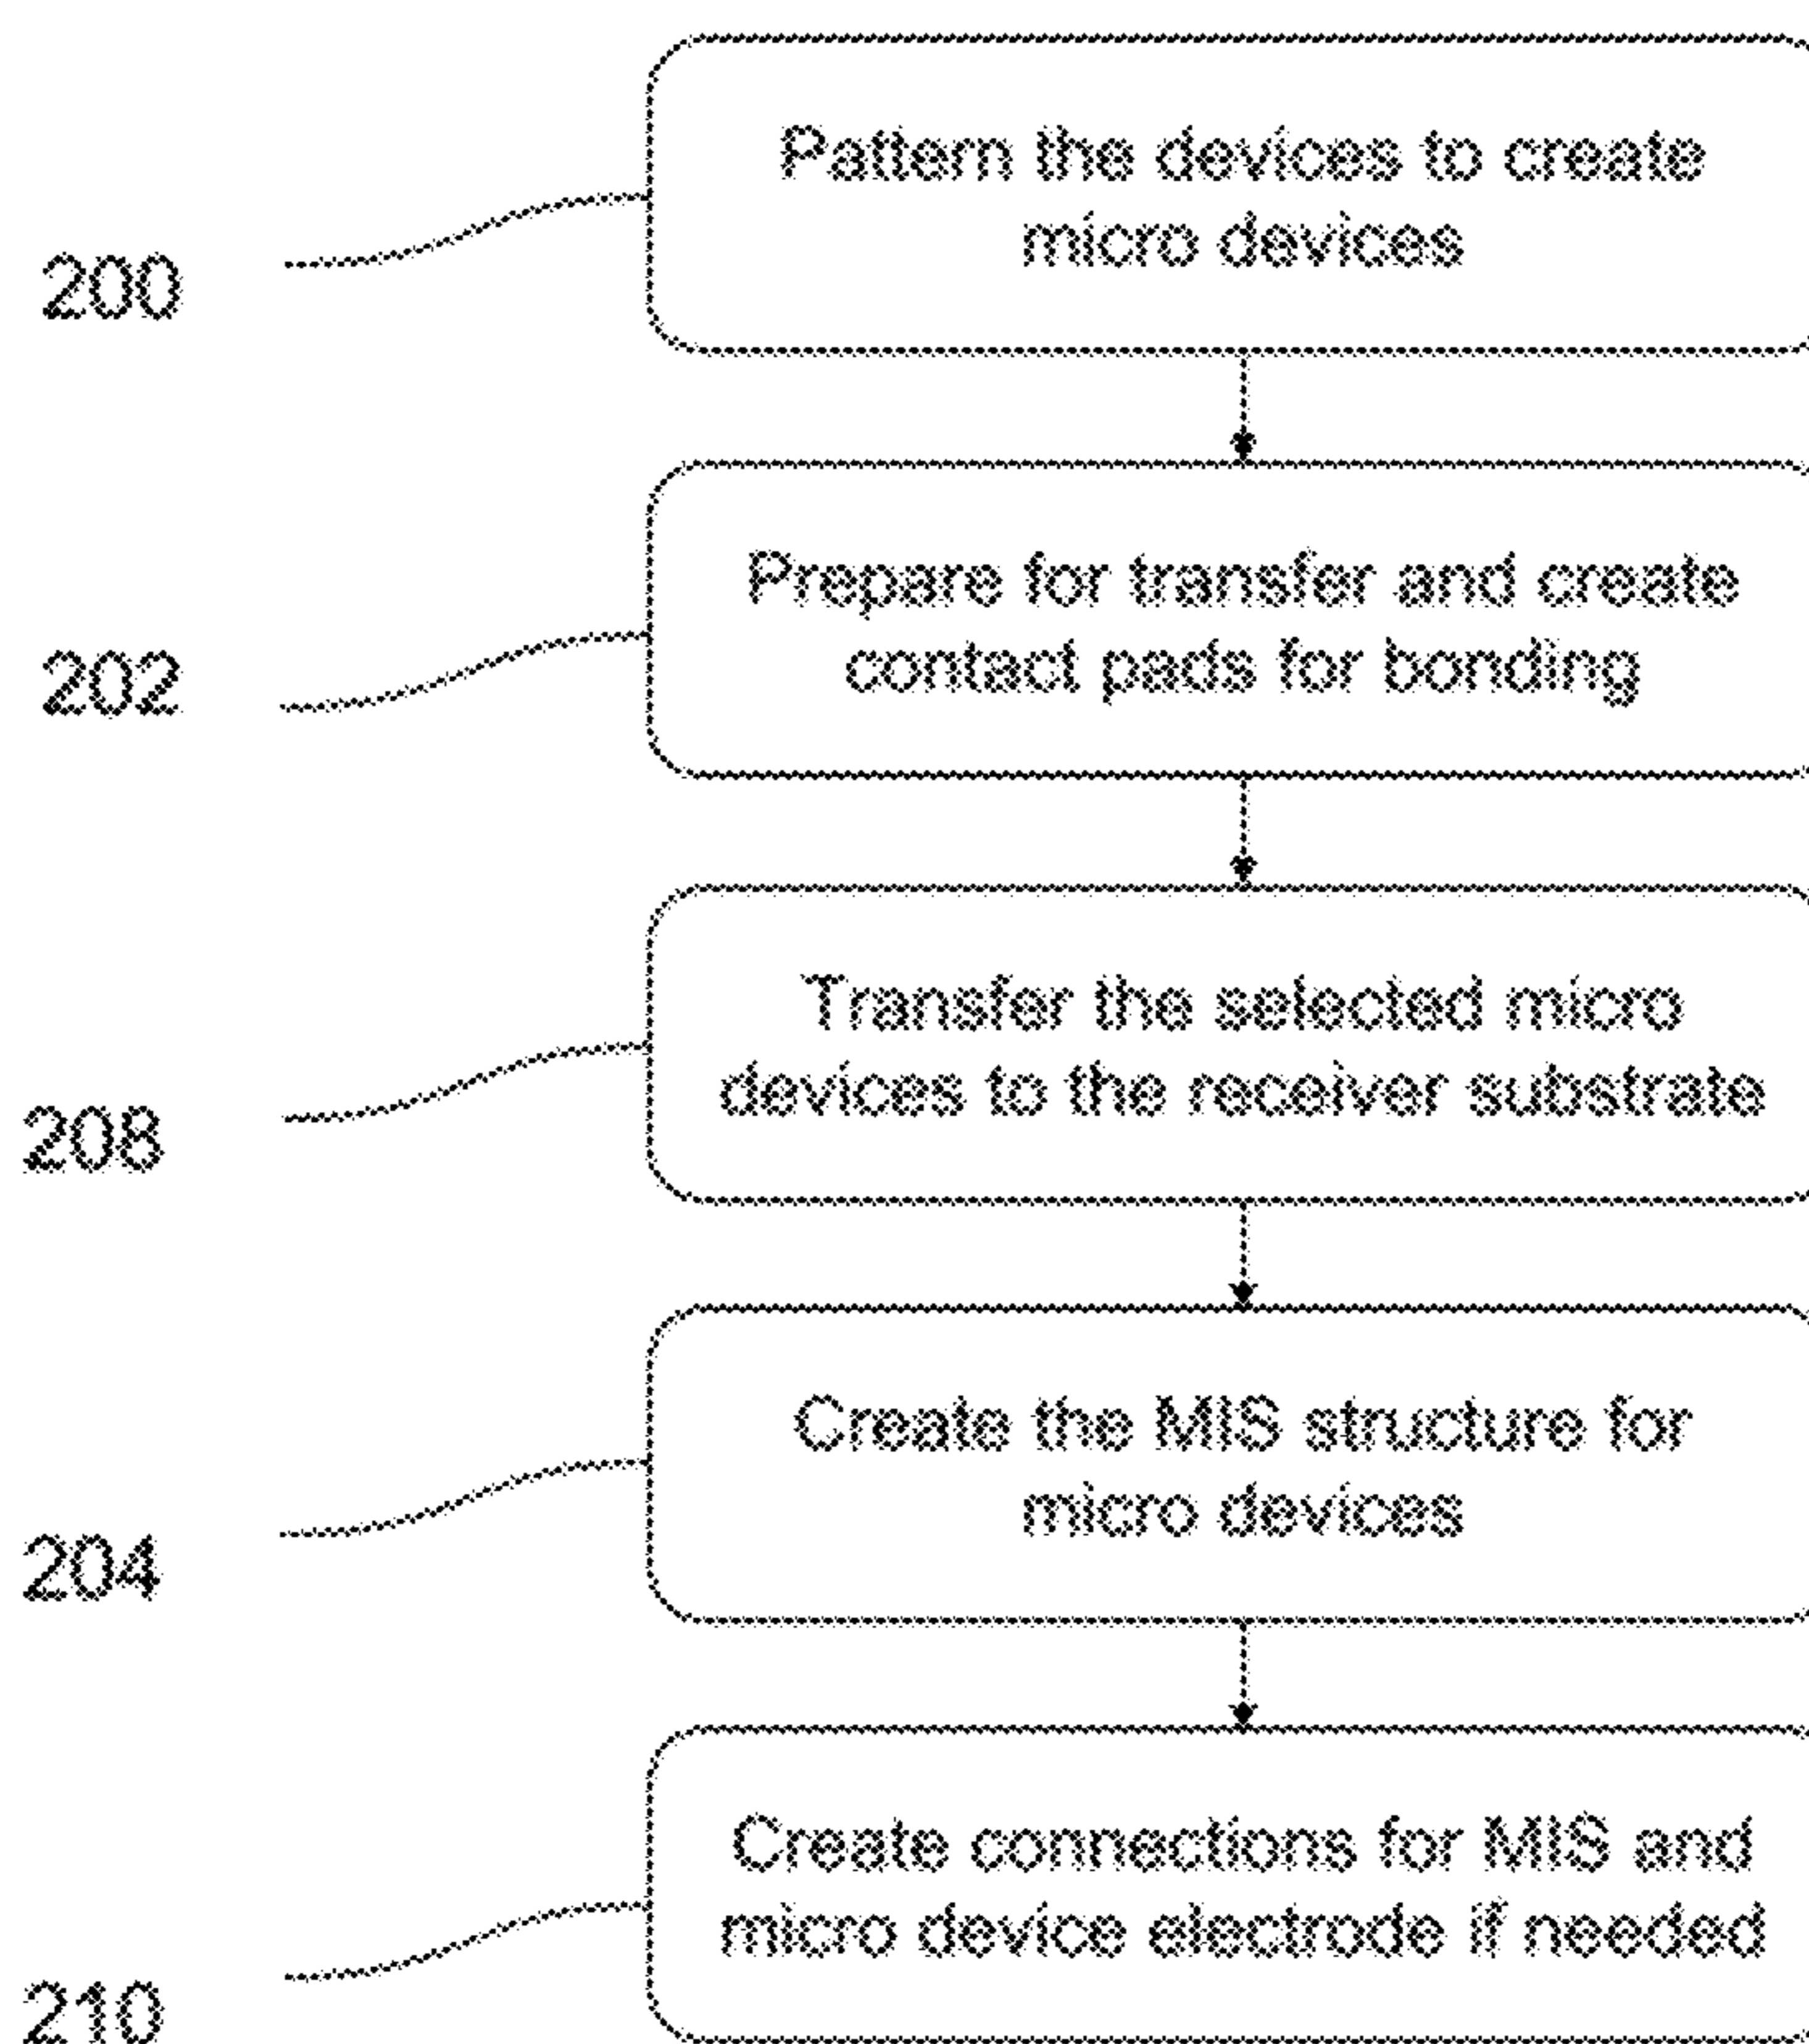 Pattern the devices to create
micro devices
200
Prepare for transfer and create
contact pads for bonding
202
Transfer the selected micro
devices to the receiver substrate
208
Create the MIS structure for
micro devices
204
Create connections for MIS and
micro device electrode if needed
210